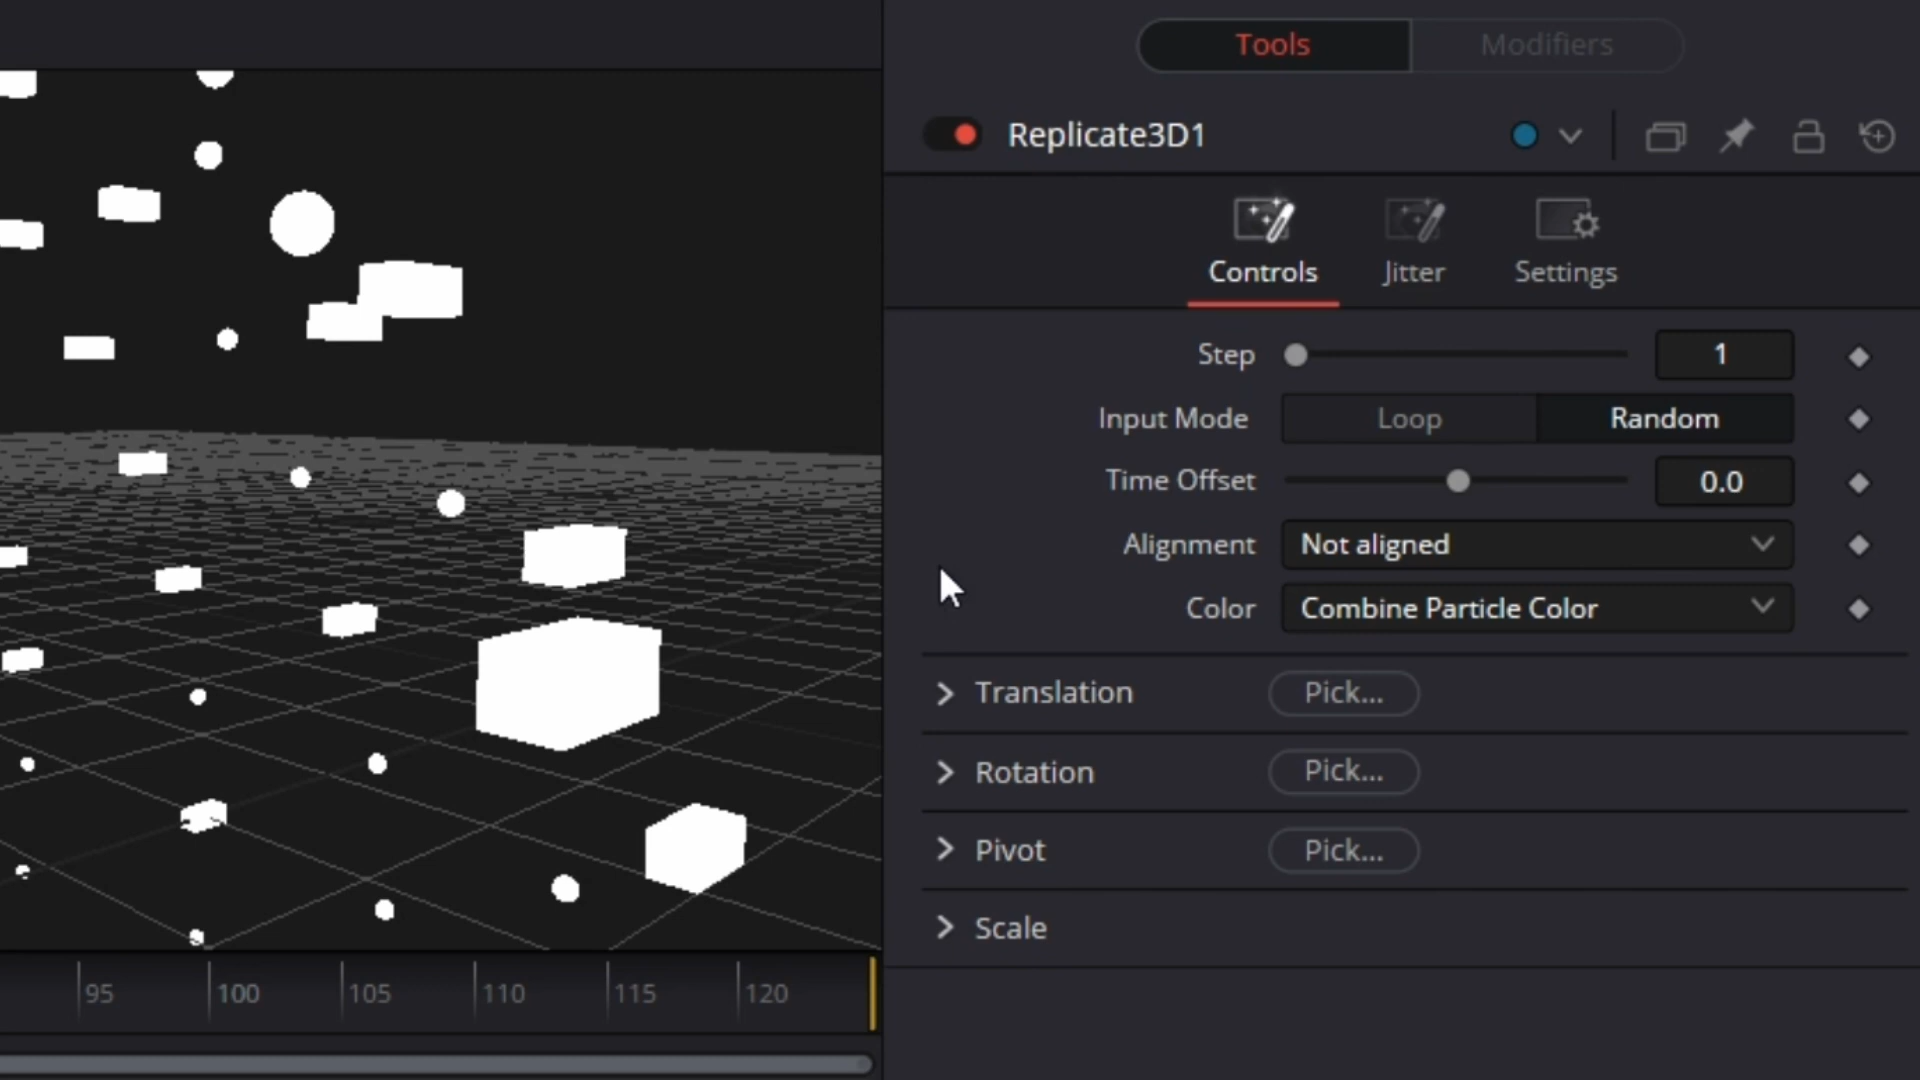 Tools Modifiers
Replicate3D1
Controls Jitter Settings
Step 1
Input Mode Loop Random
Time Offset 0.0
Alignment Not aligned
Color Combine Particle Color
Translation Pick...
Rotation Pick...
Pivot Pick...
Scale
95 100 105 110 115 120